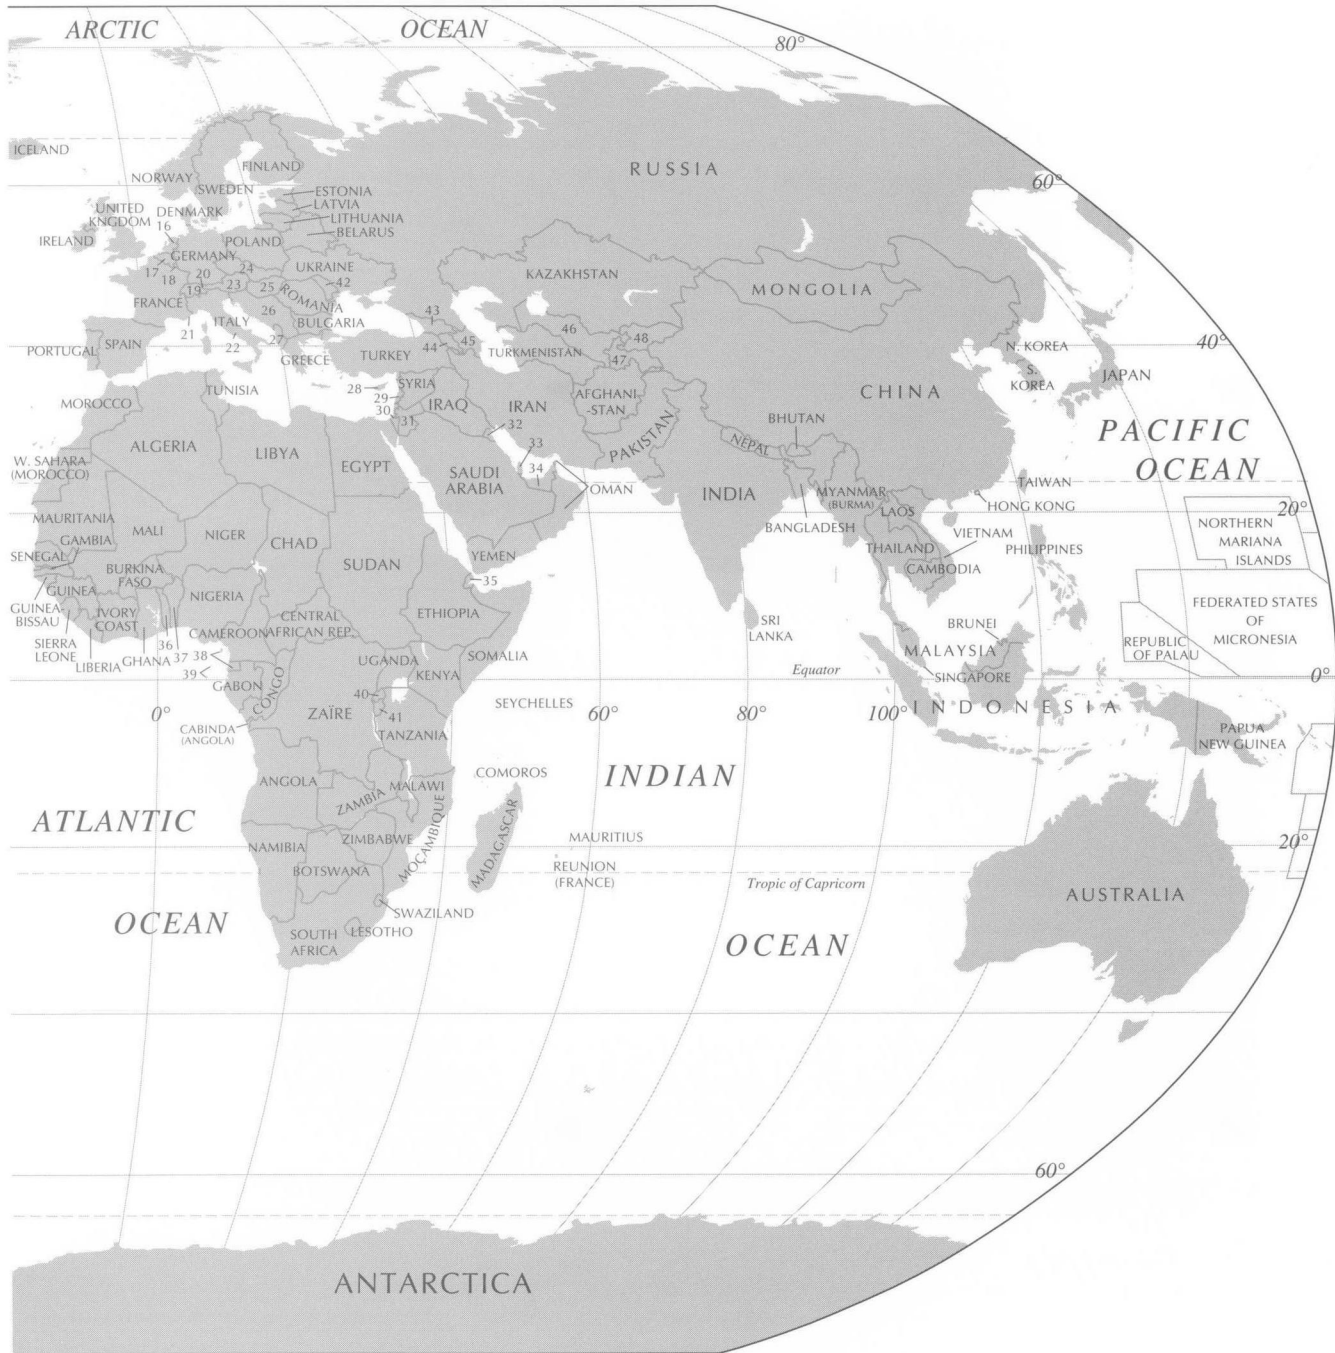 ARCTIC OCEAN
80°
ICELAND
FINLAND
RUSSIA
NORWAY
SWEDEN
60°
ESTONIA
LATVIA
LITHUANIA
BELARUS
UNITED
KNGDOM
DENMARK
16
IRELAND
POLAND
GERMANY
17
18
20
24
UKRAINE
42
19
23
25
ROMANIA
KAZAKHSTAN
MONGOLIA
FRANCE
26
43
ITALY
BULGARIA
21
22
27
46
48
40°
PORTUGAL
SPAIN
GREECE
TURKEY
44
45
TURKMENISTAN
47
N. KOREA
S.
KOREA
JAPAN
TUNISIA
28
SYRIA
29
30
31
IRAQ
IRAN
AFGHANI-
-STAN
CHINA
MOROCCO
32
PAKISTAN
BHUTAN
NEPAL
PACIFIC
OCEAN
ALGERIA
LIBYA
EGYPT
33
34
SAUDI
ARABIA
W. SAHARA
(MOROCCO)
OMAN
INDIA
MYANMAR
(BURMA)
LAOS
TAIWAN
HONG KONG
20°
MAURITANIA
MALI
NIGER
CHAD
BANGLADESH
VIETNAM
NORTHERN
MARIANA
ISLANDS
GAMBIA
SENEGAL
SUDAN
YEMEN
THAILAND
PHILIPPINES
CAMBODIA
BURKINA
FASO
35
GUINEA
NIGERIA
ETHIOPIA
GUINEA-
BISSAU
IVORY
COAST
CENTRAL
AFRICAN REP.
SRI
LANKA
FEDERATED STATES
OF
MICRONESIA
CAMEROON
BRUNEI
SIERRA
LEONE
LIBERIA
GHANA
36
37
38
39
UGANDA
SOMALIA
MALAYSIA
REPUBLIC
OF PALAU
GABON
CONGO
KENYA
Equator
SINGAPORE
0°
40
41
ZAÏRE
SEYCHELLES
0°
60°
80°
100°
INDONESIA
CABINDA
(ANGOLA)
TANZANIA
PAPUA
NEW GUINEA
ANGOLA
MALAWI
COMOROS
INDIAN
ZAMBIA
ATLANTIC
MOÇAMBIQUE
MADAGASCAR
NAMIBIA
ZIMBABWE
MAURITIUS
20°
BOTSWANA
REUNION
(FRANCE)
Tropic of Capricorn
AUSTRALIA
OCEAN
SWAZILAND
SOUTH
AFRICA
LESOTHO
OCEAN
60°
ANTARCTICA